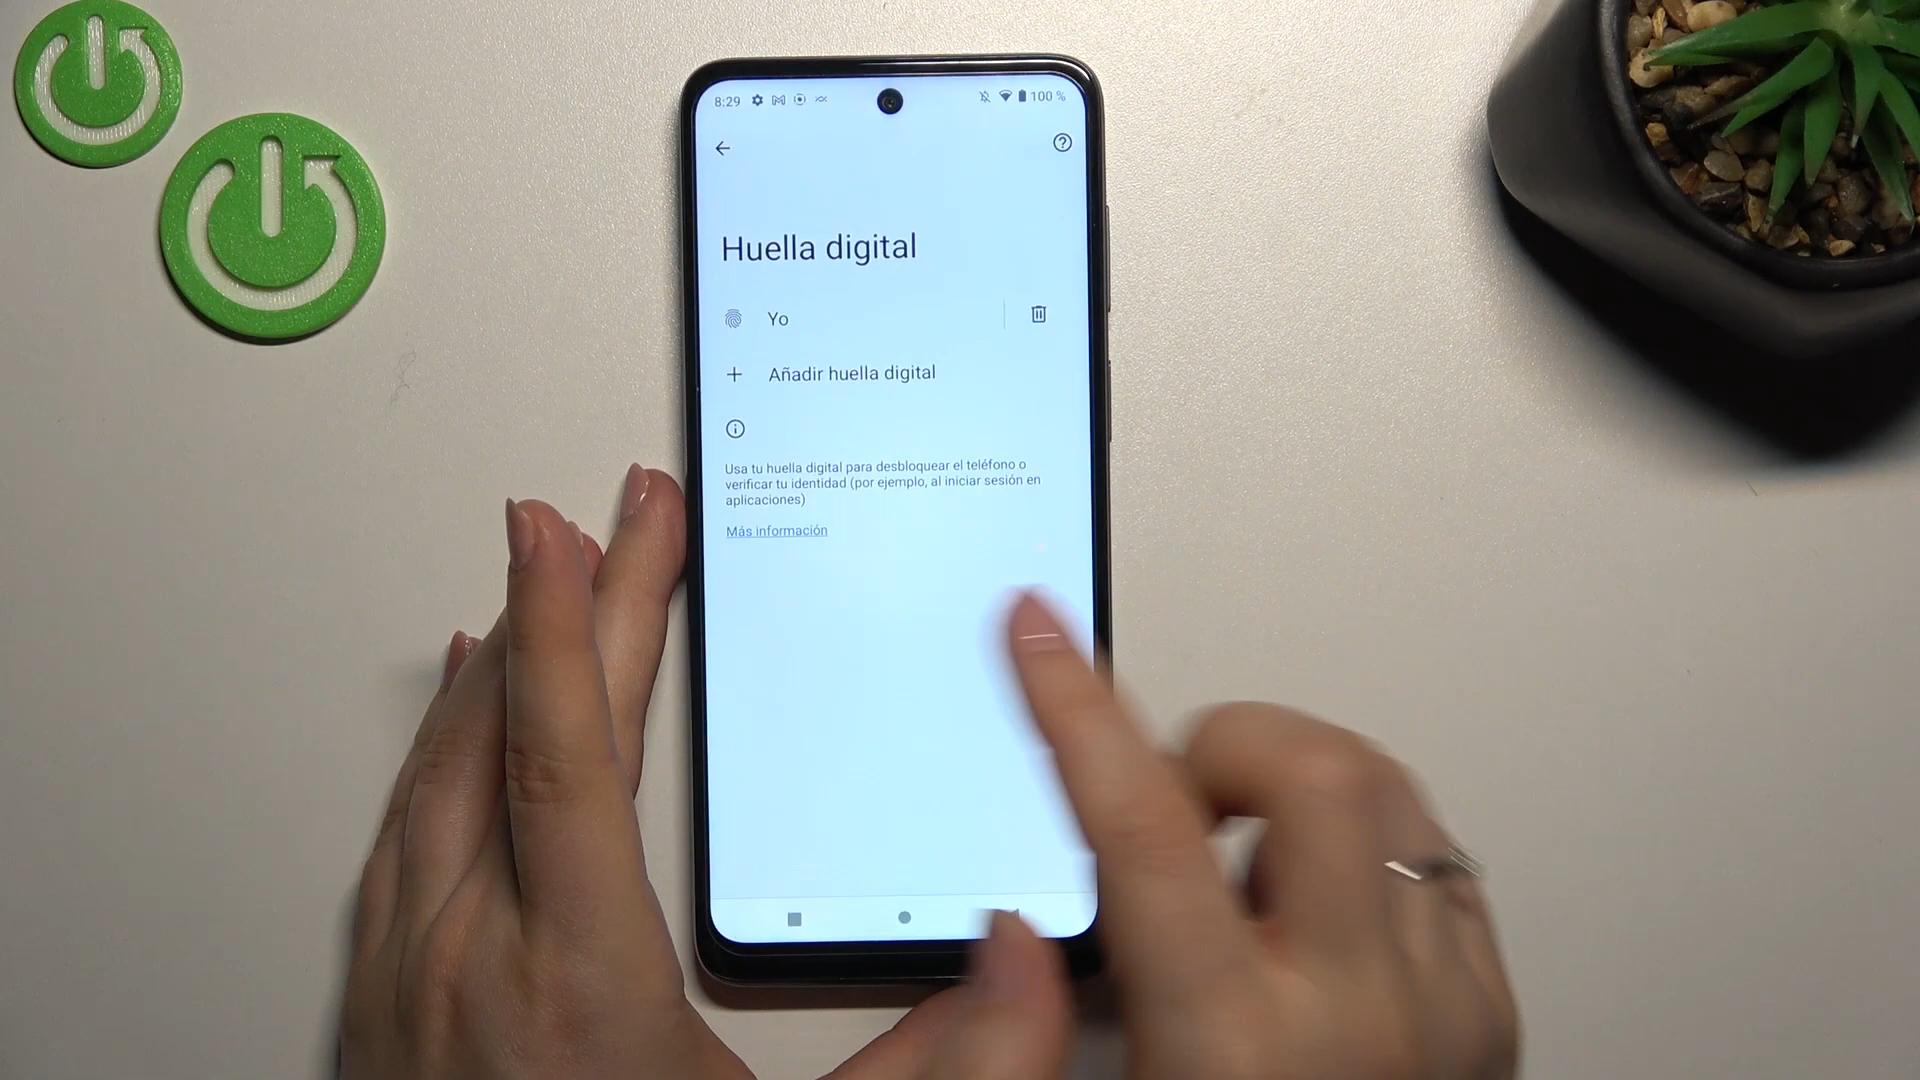 8:29
100 %
Huella digital
Yo
Añadir huella digital
Usa tu huella digital para desbloquear el teléfono o
verificar tu identidad (por ejemplo, al iniciar sesión en
aplicaciones)
Más información